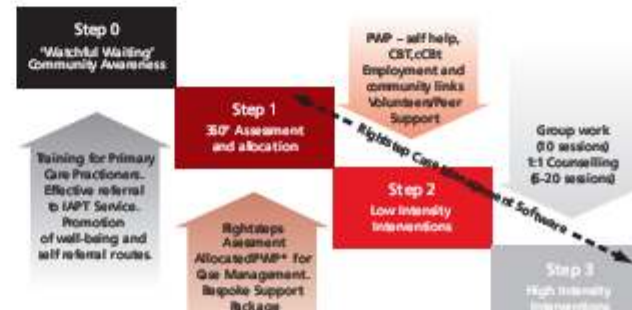 Step 0
'Watchful Waiting'
Community Awareness
Training for Primary
Care Practioners.
Effective referral
to IAPT Service.
Promotion
of well-being and
self referral routes.
Step 1
360° Assessment
and allocation
Rightsteps
Asessment
Allocated PWP* for
Case Management.
Bespoke Support
Package
PWP – self help,
CBT,cCBt
Employment and
community links
Volunteers/Peer
Support
Rightstep Case Management Software
Step 2
Low Intensity
Interventions
Group work
(10 sessions)
1:1 Counselling
(6-20 sessions)
Step 3
High Intensity
Interventions